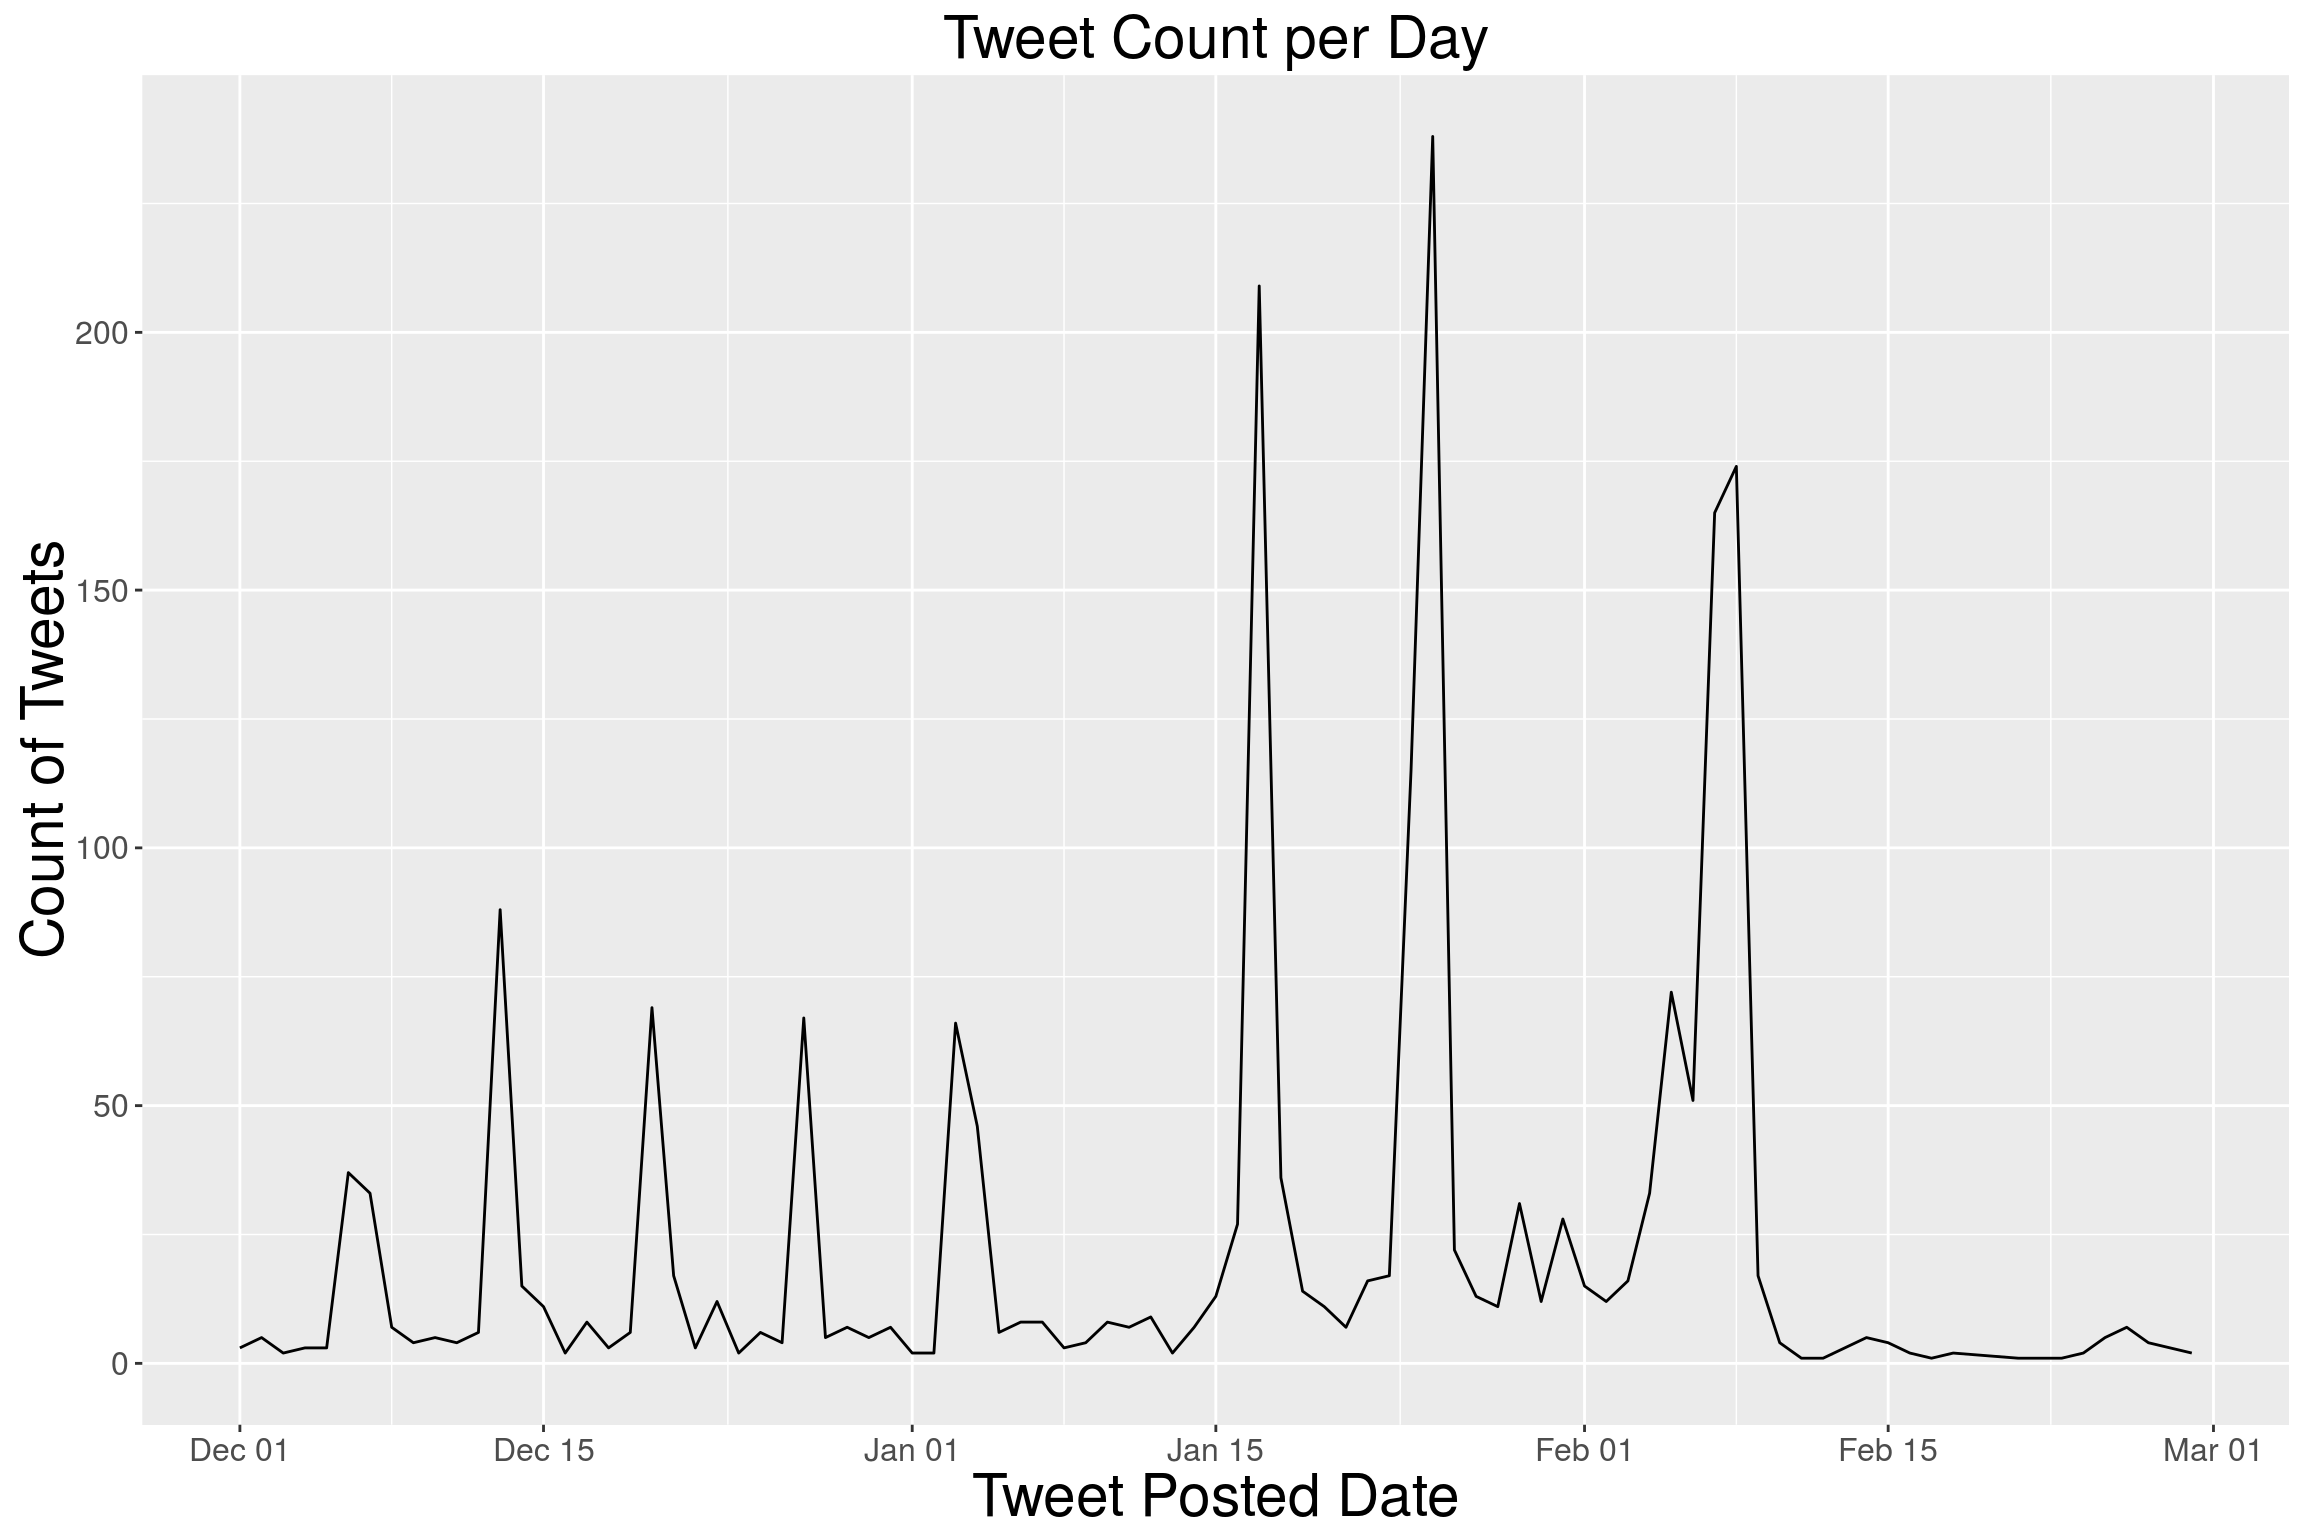 Tweet Count per Day
Count of Tweets
200
150
100
50
0
Dec 01 Dec 15 Jan 01 Jan 15 Feb 01 Feb 15 Mar 01
Tweet Posted Date